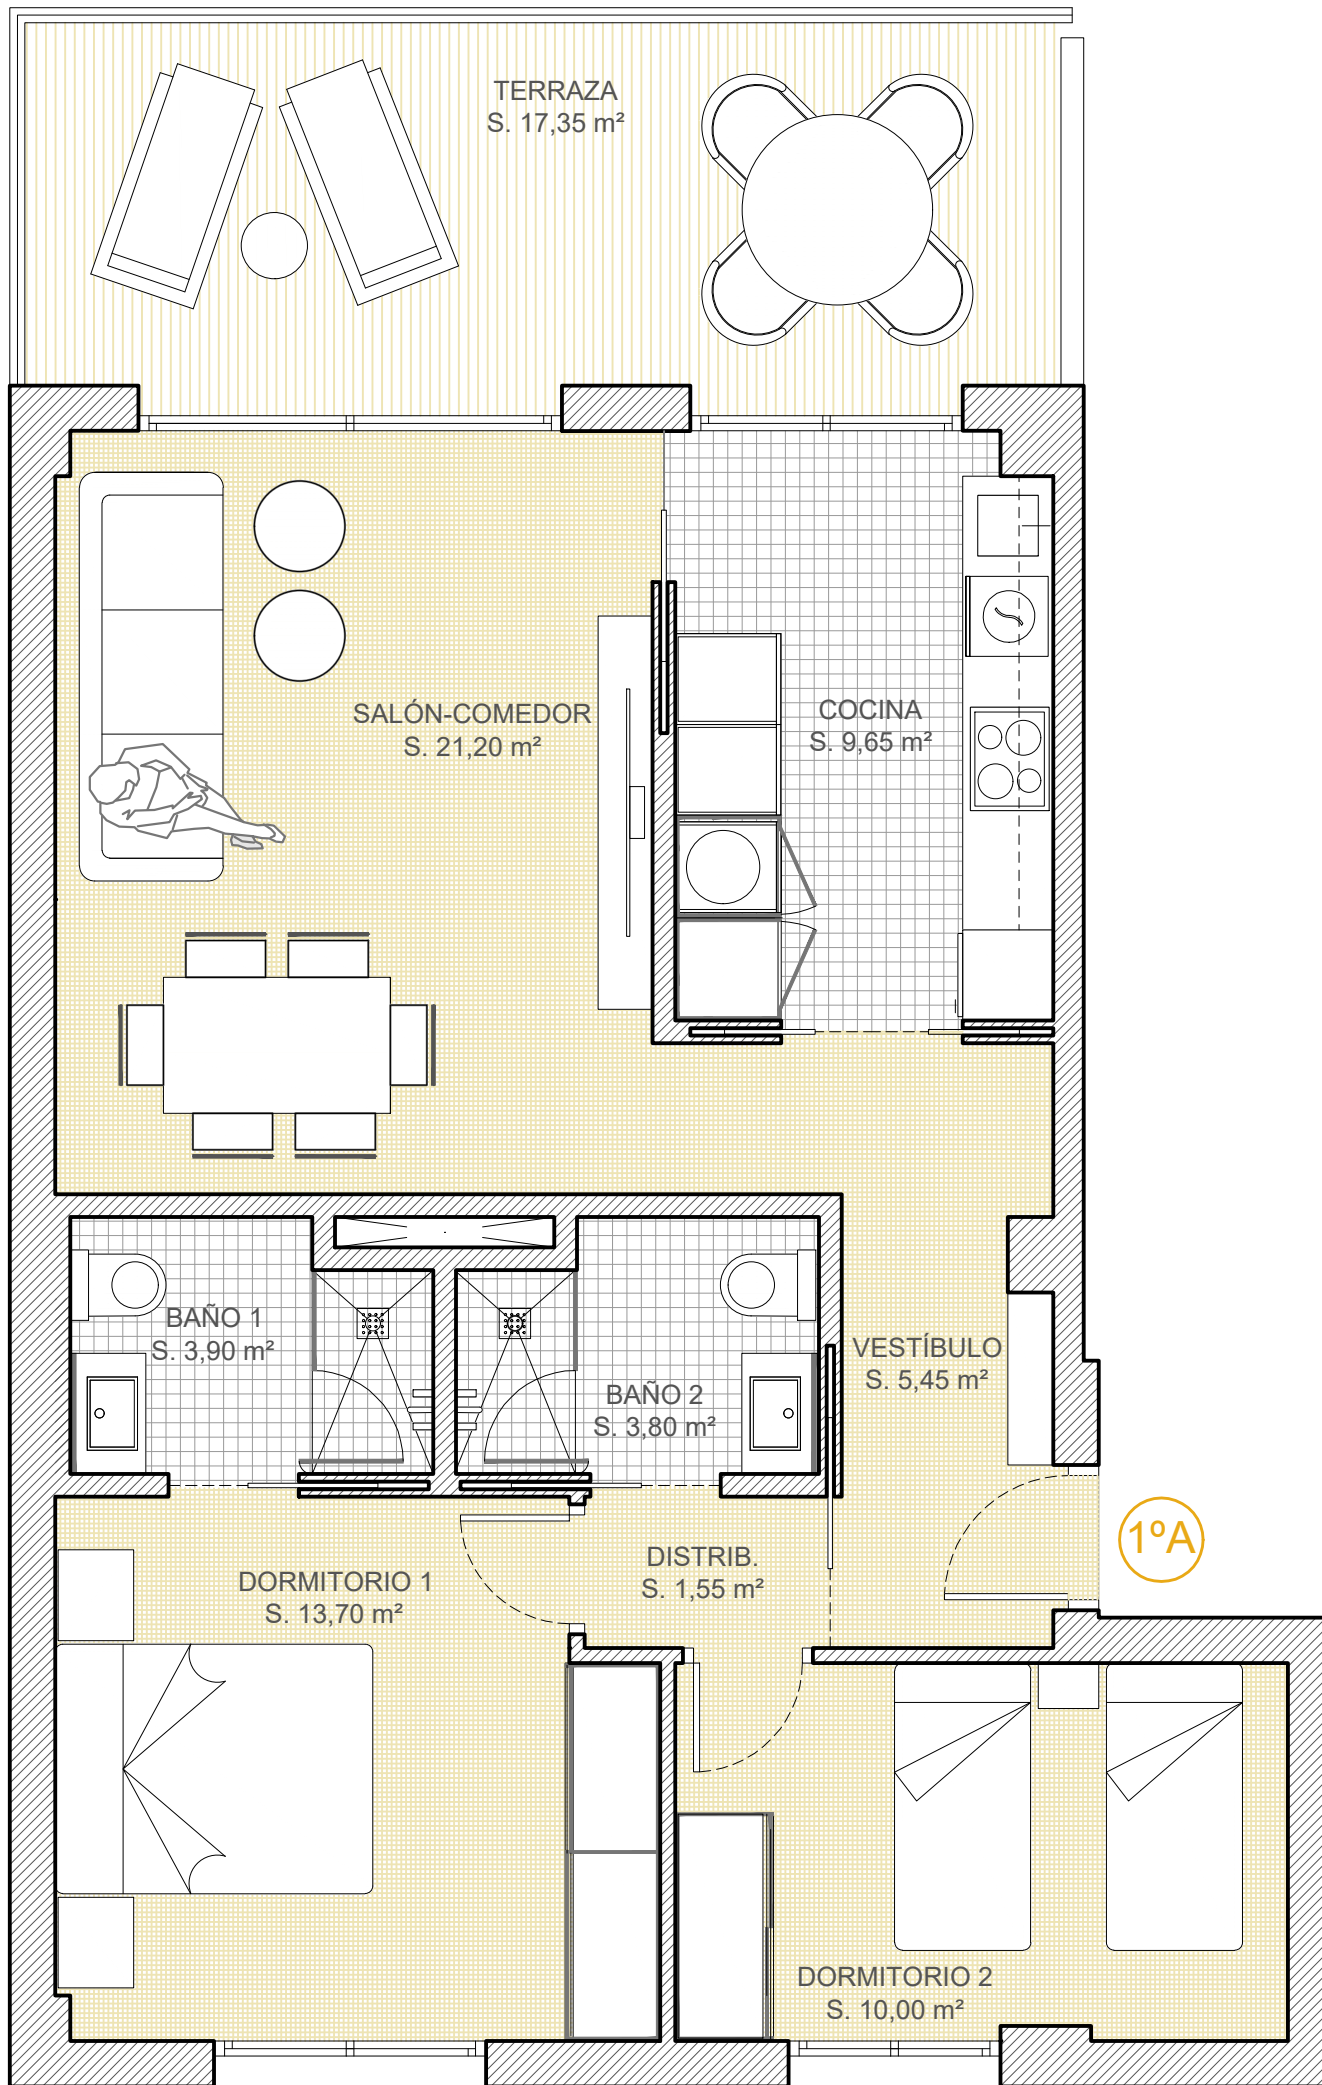 TERRAZA
S. 17,35 m²
SALÓN-COMEDOR
S. 21,20 m²
COCINA
S. 9,65 m²
BAÑO 1
S. 3,90 m²
BAÑO 2
S. 3,80 m²
VESTÍBULO
S. 5,45 m²
1ºA
DISTRIB.
S. 1,55 m²
DORMITORIO 1
S. 13,70 m²
DORMITORIO 2
S. 10,00 m²